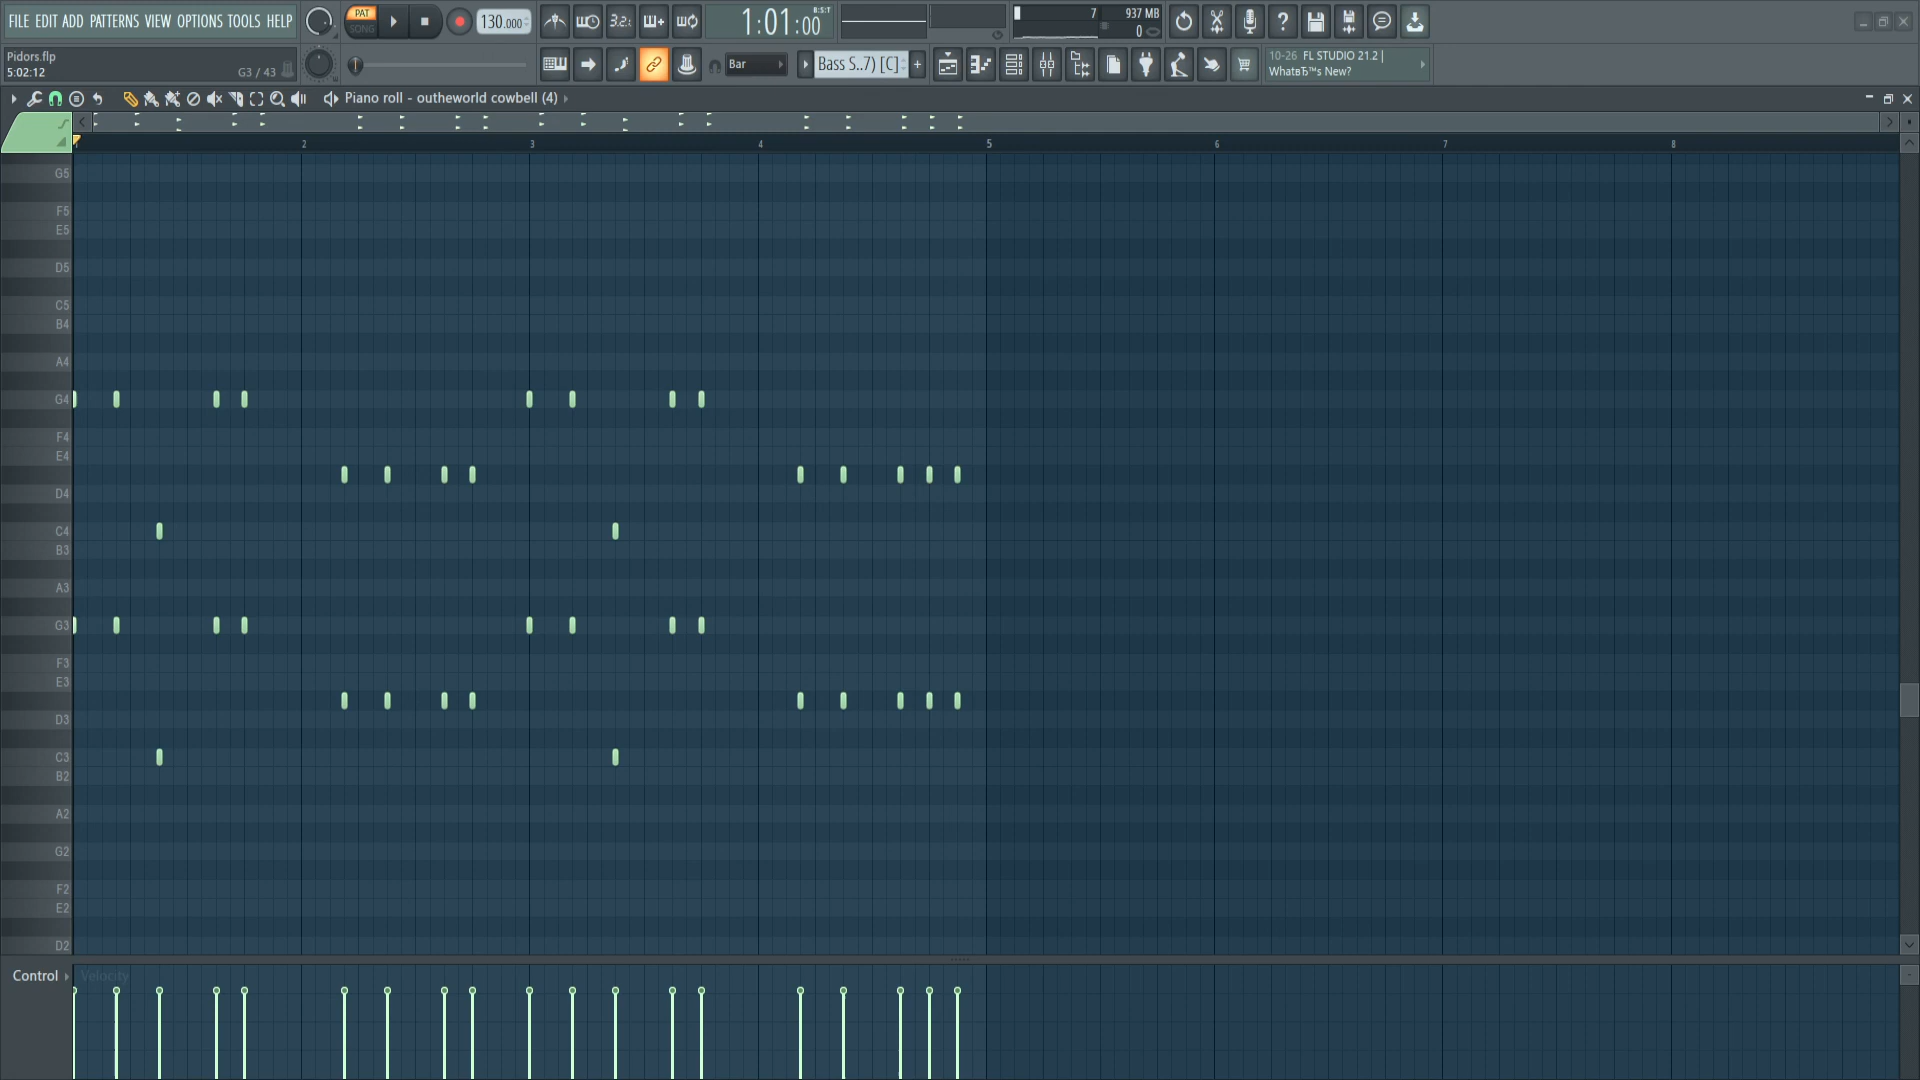 FILE EDIT ADD PATTERNS VIEW OPTIONS TOOLS HELP
PAT
SONG
130.000
3.2.
1:01:00
B:S:T
7
937 MB
0
Pidors.flp
5:02:12
G3 / 43
Bar
Bass S..7) [C]
+
10-26 FL STUDIO 21.2 |
WhatвЂ™s New?
Piano roll - outheworld cowbell (4)
2 3 4 5 6 7 8
G5
F5
E5
D5
C5
B4
A4
G4
F4
E4
D4
C4
B3
A3
G3
F3
E3
D3
C3
B2
A2
G2
F2
E2
D2
Control
Velocity